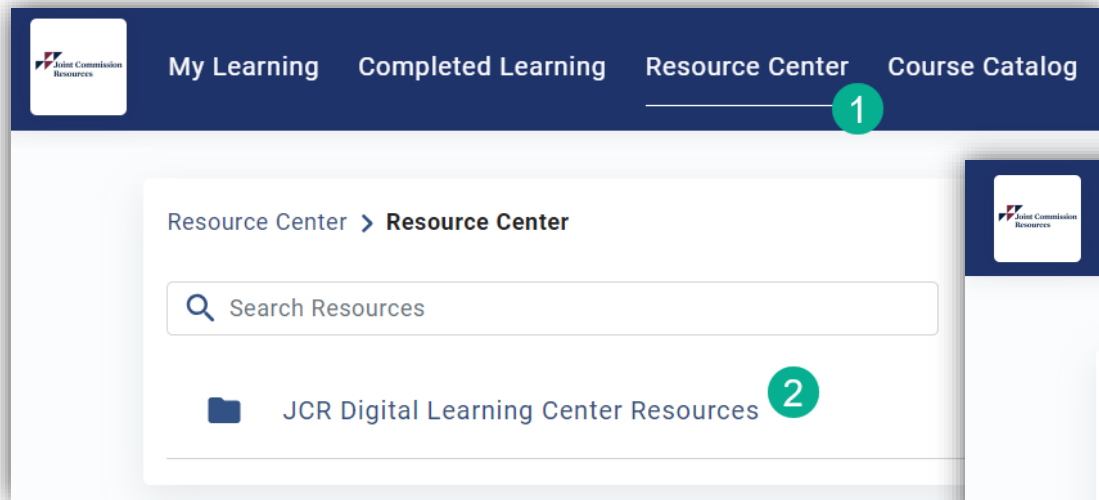 Joint Commission
Resources
My Learning Completed Learning Resource Center Course Catalog
1
Resource Center > Resource Center
Search Resources
JCR Digital Learning Center Resources 2
Joint Commission
Resources